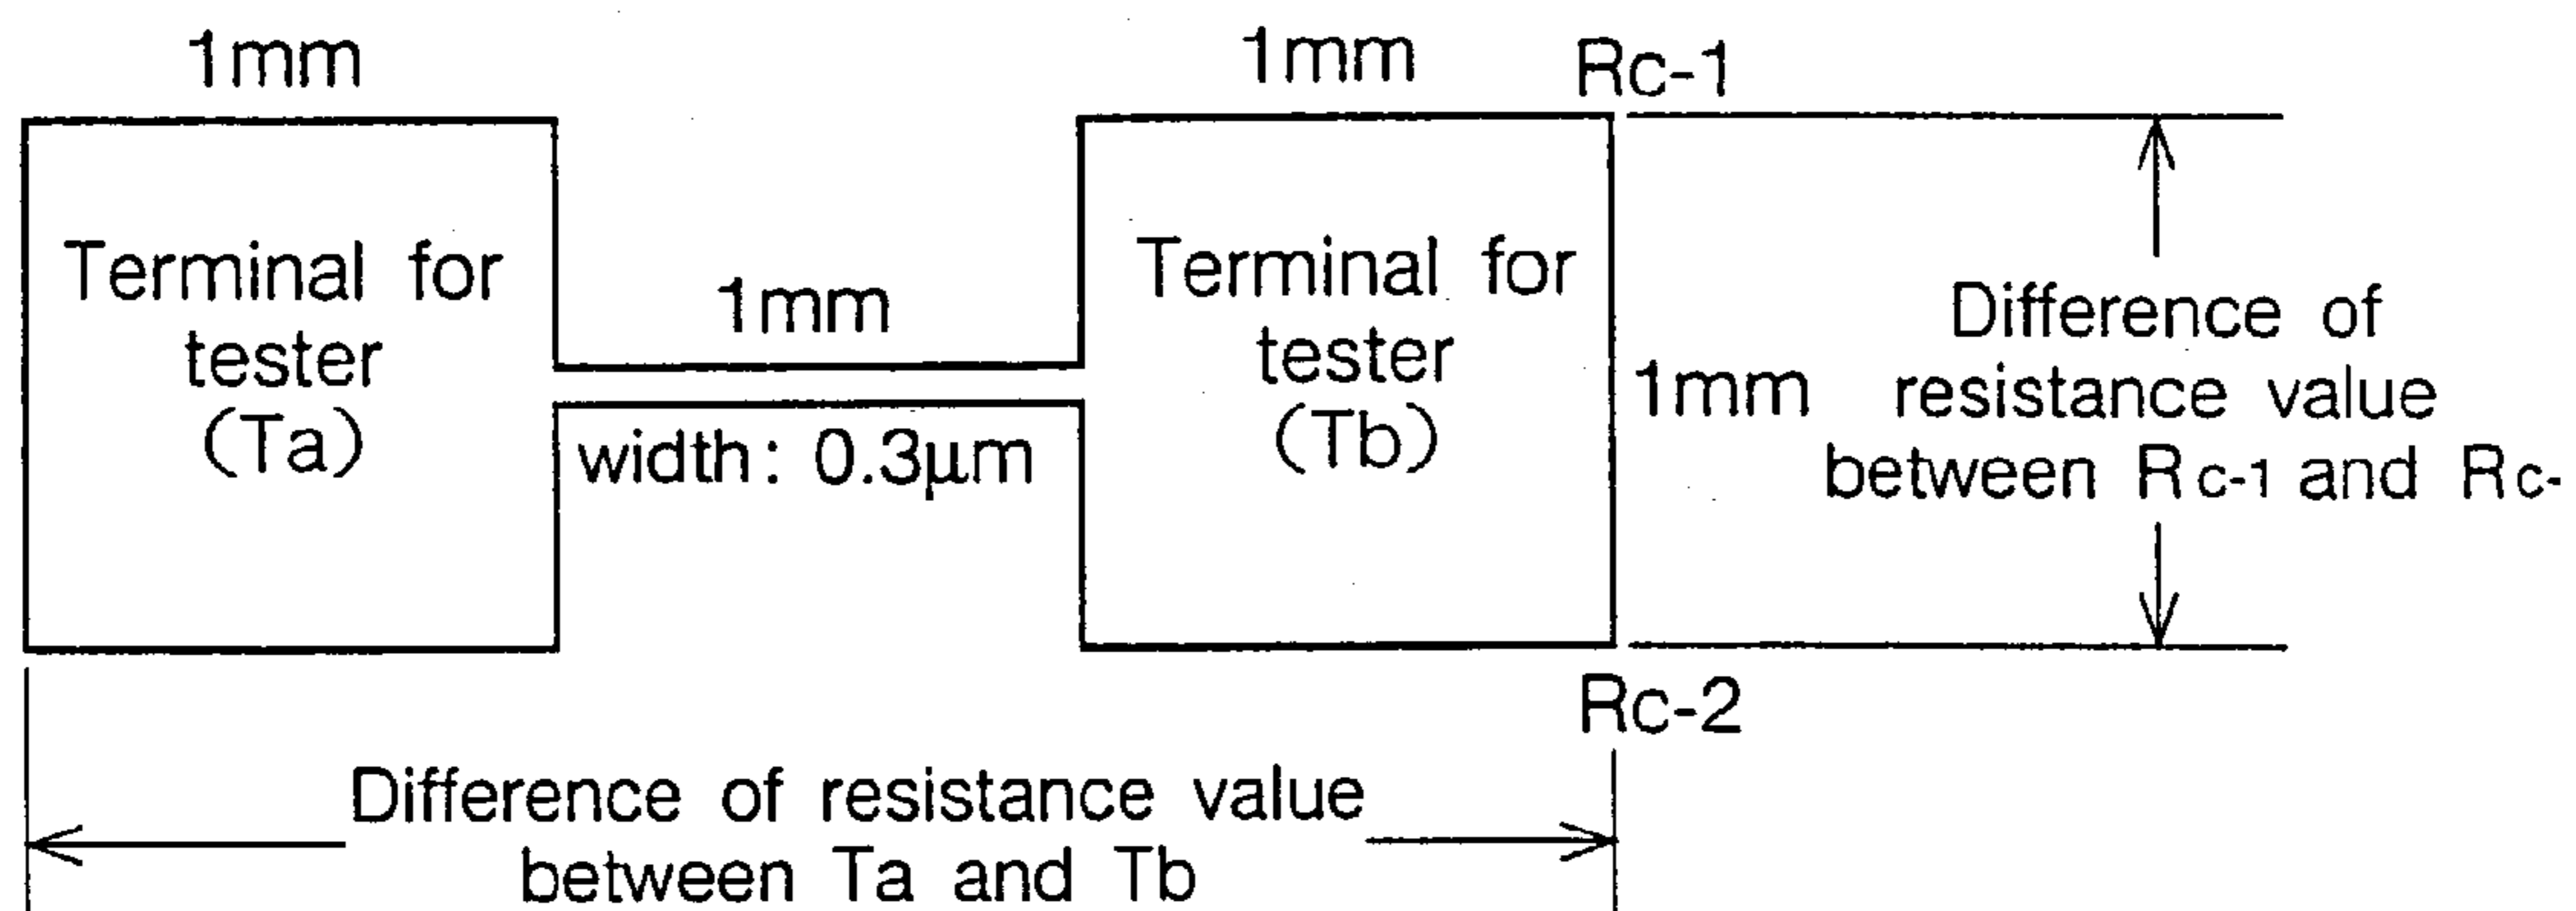 1mm
1mm
Rc-1
Terminal for
tester
(Ta)
1mm
width: 0.3μm
Terminal for
tester
(Tb)
1mm
Difference of
resistance value
between Rc-1 and Rc-
Rc-2
Difference of resistance value
between Ta and Tb